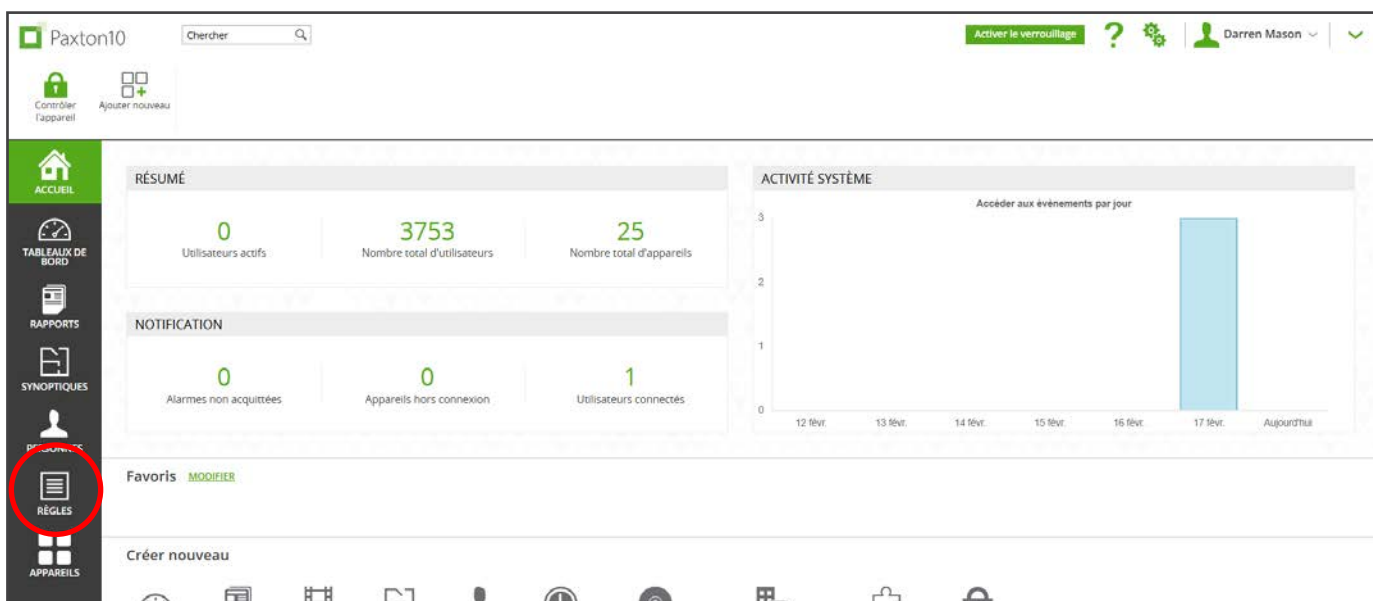 Paxton10
Chercher
Activer le verrouillage
?
Darren Mason
Contrôler
l'appareil
Ajouter nouveau
ACCUEIL
TABLEAUX DE
BORD
RAPPORTS
SYNOPTIQUES
PERSONNES
RÈGLES
APPAREILS
RÉSUMÉ
0
Utilisateurs actifs
3753
Nombre total d'utilisateurs
25
Nombre total d'appareils
NOTIFICATION
0
Alarmes non acquittées
0
Appareils hors connexion
1
Utilisateurs connectés
ACTIVITÉ SYSTÈME
Accéder aux événements par jour
3
2
1
0
12 févr.
13 févr.
14 févr.
15 févr.
16 févr.
17 févr.
Aujourd'hui
Favoris MODIFIER
Créer nouveau